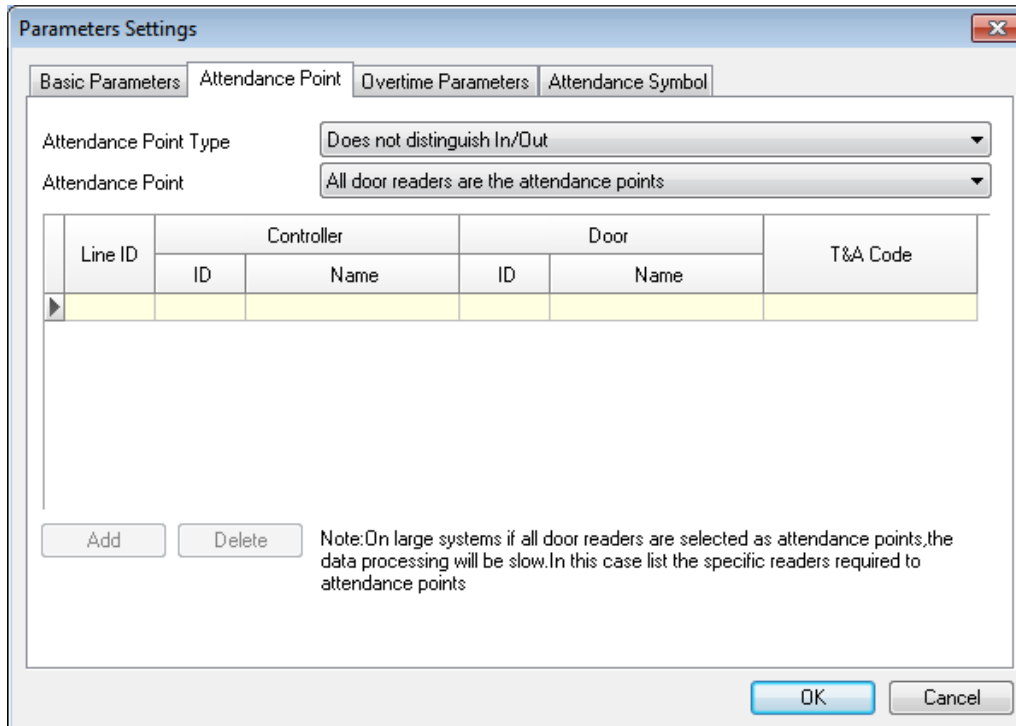 Parameters Settings
Basic Parameters Attendance Point Overtime Parameters Attendance Symbol
Attendance Point Type Does not distinguish In/Out
Attendance Point All door readers are the attendance points
Line ID Controller Door T&A Code
ID Name ID Name
Add Delete
Note:On large systems if all door readers are selected as attendance points,the
data processing will be slow.In this case list the specific readers required to
attendance points
OK Cancel